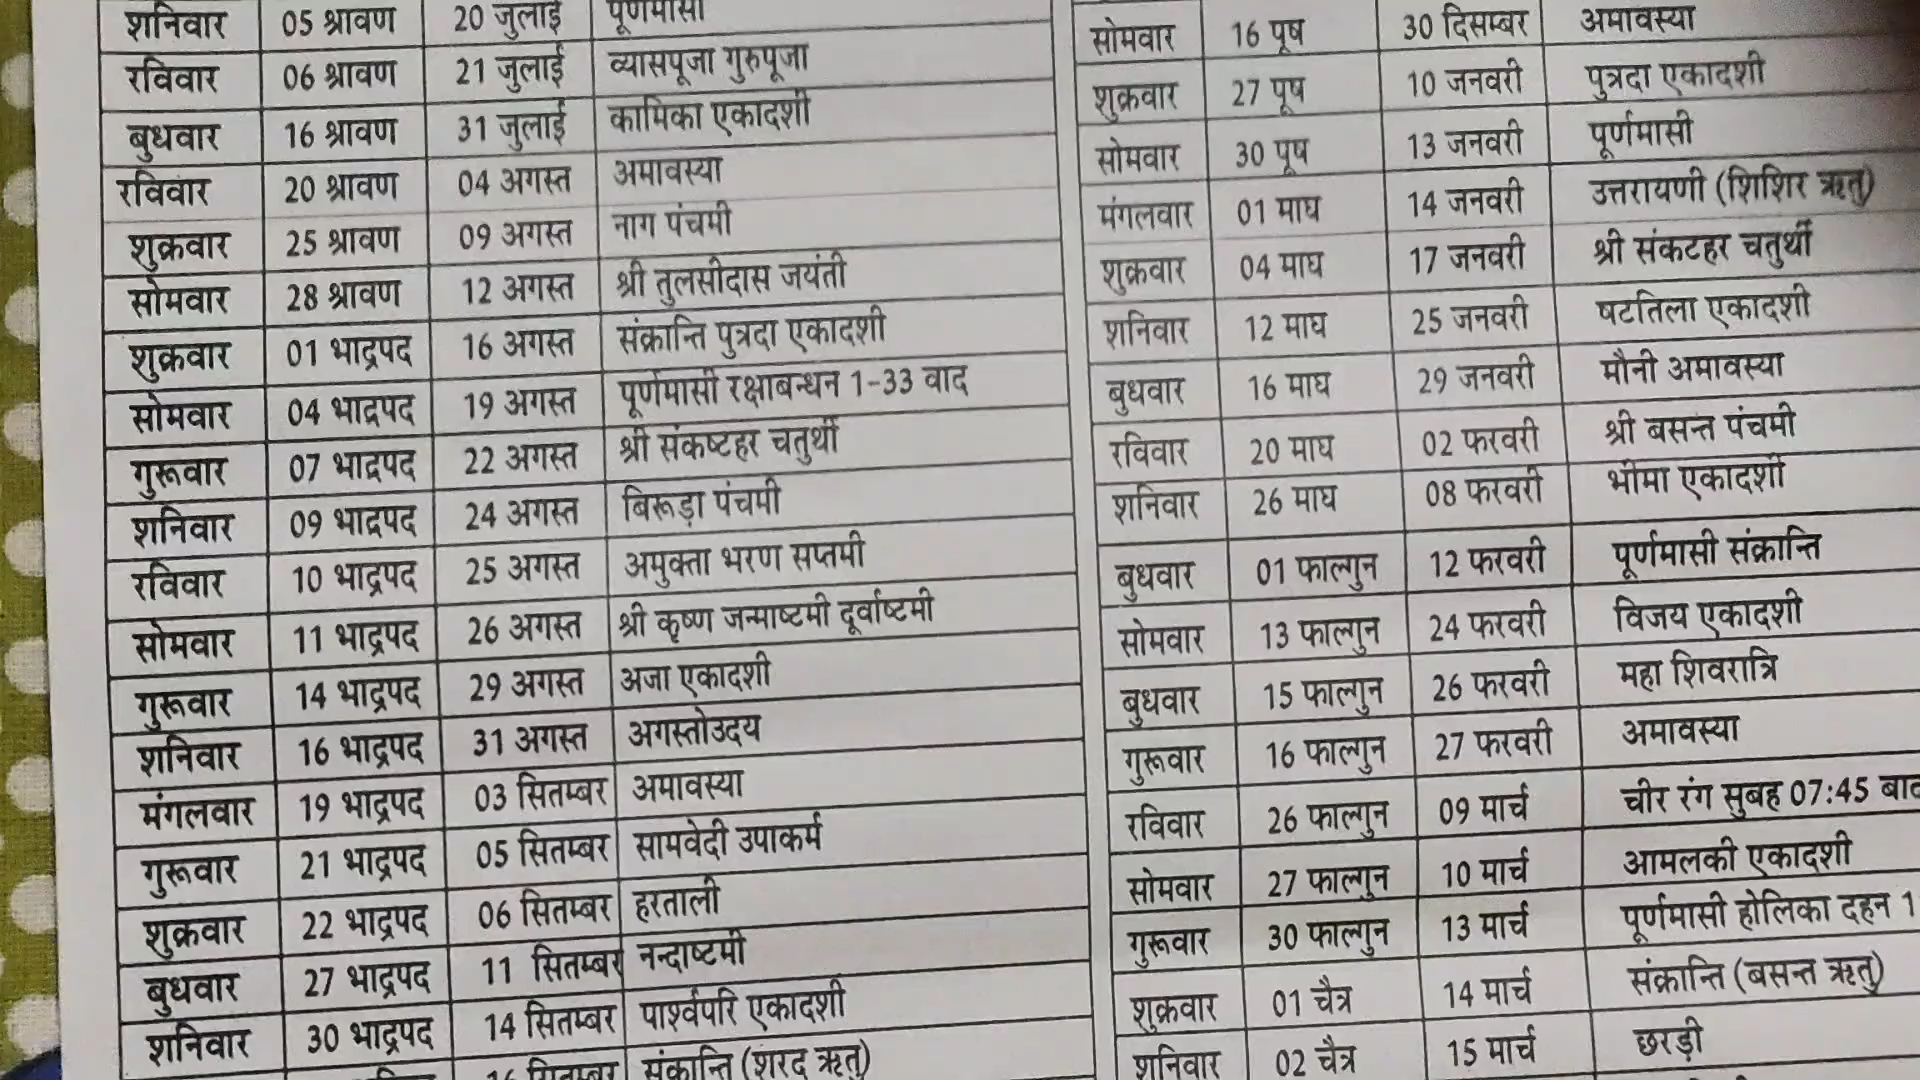 शनिवार 05 श्रावण 20 जुलाई पूर्णमासी
रविवार 06 श्रावण 21 जुलाई व्यासपूजा गुरुपूजा
बुधवार 16 श्रावण 31 जुलाई कामिका एकादशी
रविवार 20 श्रावण 04 अगस्त अमावस्या
शुक्रवार 25 श्रावण 09 अगस्त नाग पंचमी
सोमवार 28 श्रावण 12 अगस्त श्री तुलसीदास जयंती
शुक्रवार 01 भाद्रपद 16 अगस्त संक्रान्ति पुत्रदा एकादशी
सोमवार 04 भाद्रपद 19 अगस्त पूर्णमासी रक्षाबन्धन 1-33 वाद
गुरूवार 07 भाद्रपद 22 अगस्त श्री संकष्टहर चतुर्थी
शनिवार 09 भाद्रपद 24 अगस्त बिरूड़ा पंचमी
रविवार 10 भाद्रपद 25 अगस्त अमुक्ता भरण सप्तमी
सोमवार 11 भाद्रपद 26 अगस्त श्री कृष्ण जन्माष्टमी दूर्वाष्टमी
गुरूवार 14 भाद्रपद 29 अगस्त अजा एकादशी
शनिवार 16 भाद्रपद 31 अगस्त अगस्तोउदय
मंगलवार 19 भाद्रपद 03 सितम्बर अमावस्या
गुरूवार 21 भाद्रपद 05 सितम्बर सामवेदी उपाकर्म
शुक्रवार 22 भाद्रपद 06 सितम्बर हरताली
बुधवार 27 भाद्रपद 11 सितम्बर नन्दाष्टमी
शनिवार 30 भाद्रपद 14 सितम्बर पार्श्वपरि एकादशी
16 सितम्बर संक्रान्ति (शरद ऋतु)
सोमवार 16 पूष 30 दिसम्बर अमावस्या
शुक्रवार 27 पूष 10 जनवरी पुत्रदा एकादशी
सोमवार 30 पूष 13 जनवरी पूर्णमासी
मंगलवार 01 माघ 14 जनवरी उत्तरायणी (शिशिर ऋतु)
शुक्रवार 04 माघ 17 जनवरी श्री संकटहर चतुर्थी
शनिवार 12 माघ 25 जनवरी षटतिला एकादशी
बुधवार 16 माघ 29 जनवरी मौनी अमावस्या
रविवार 20 माघ 02 फरवरी श्री बसन्त पंचमी
शनिवार 26 माघ 08 फरवरी भीमा एकादशी
बुधवार 01 फाल्गुन 12 फरवरी पूर्णमासी संक्रान्ति
सोमवार 13 फाल्गुन 24 फरवरी विजय एकादशी
बुधवार 15 फाल्गुन 26 फरवरी महा शिवरात्रि
गुरूवार 16 फाल्गुन 27 फरवरी अमावस्या
रविवार 26 फाल्गुन 09 मार्च चीर रंग सुबह 07:45 बाद
सोमवार 27 फाल्गुन 10 मार्च आमलकी एकादशी
गुरूवार 30 फाल्गुन 13 मार्च पूर्णमासी होलिका दहन 1
शुक्रवार 01 चैत्र 14 मार्च संक्रान्ति (बसन्त ऋतु)
शनिवार 02 चैत्र 15 मार्च छरड़ी